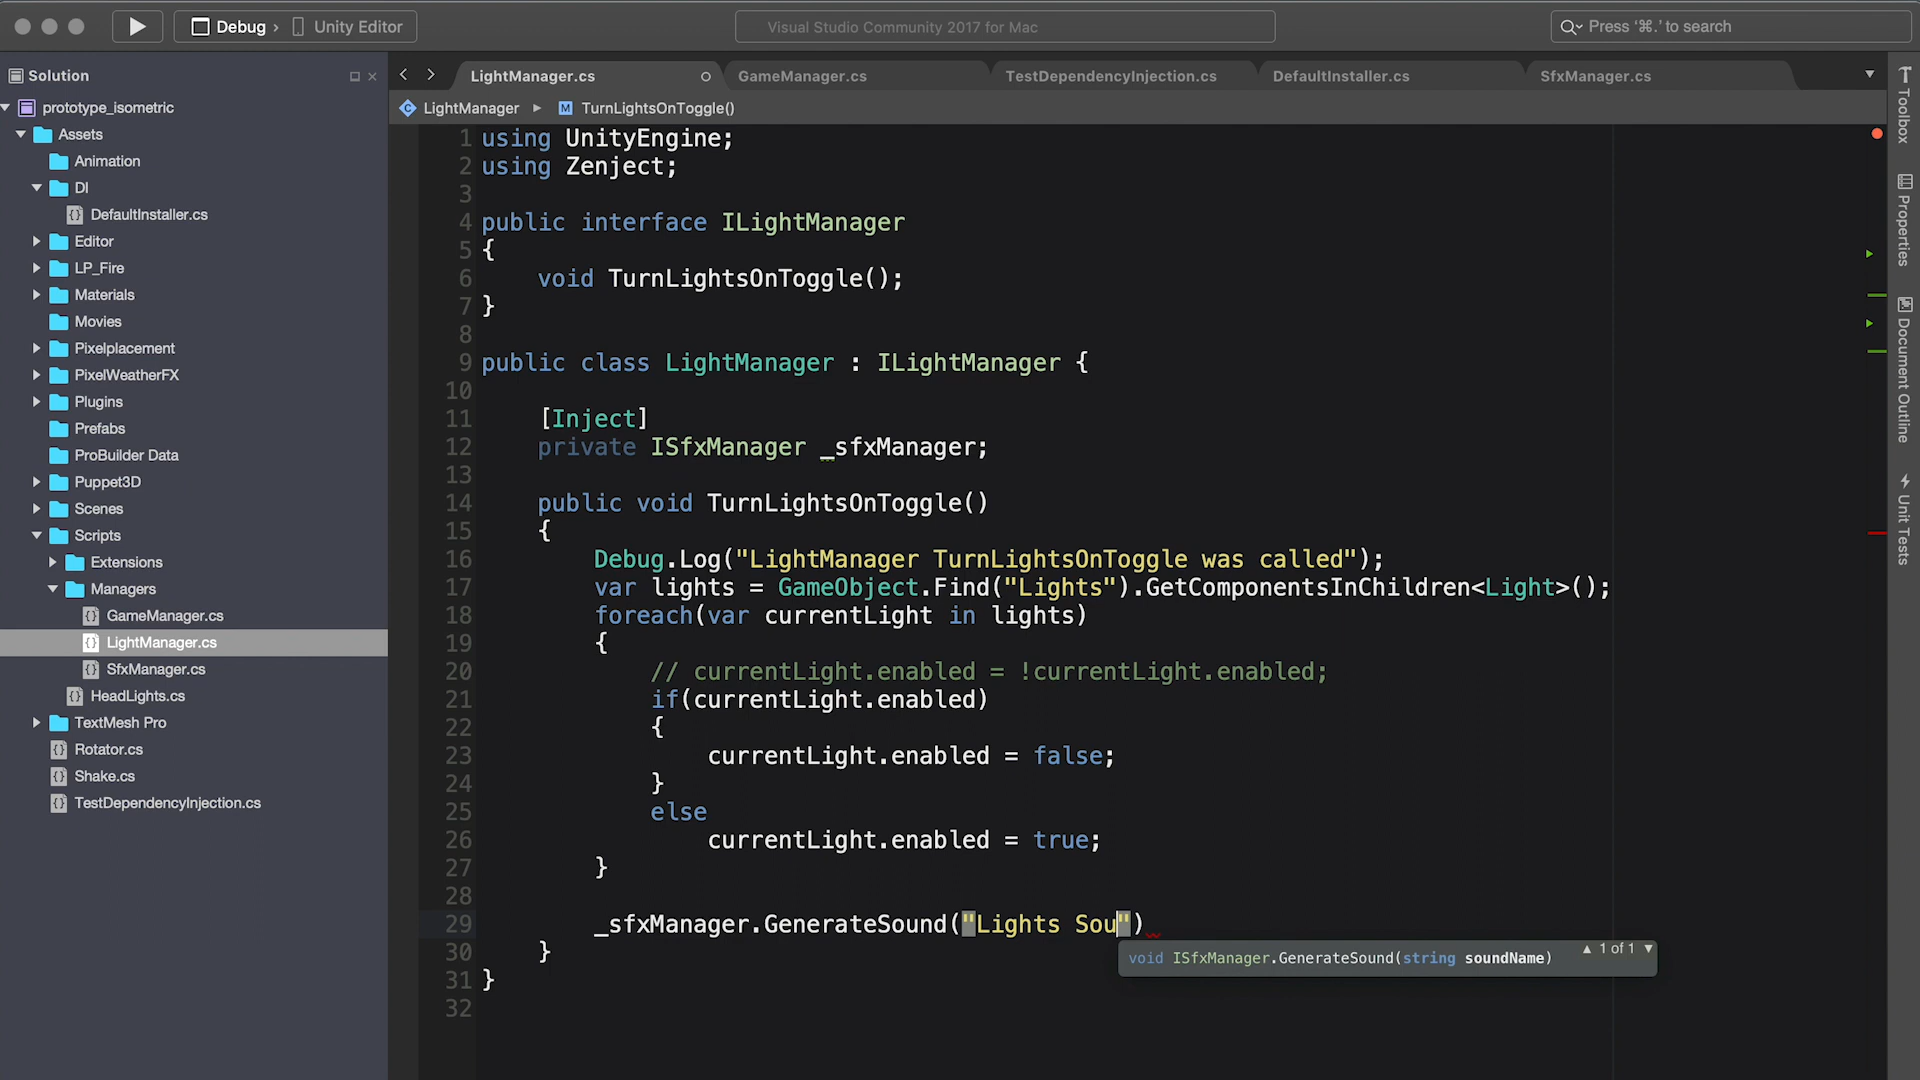 Debug › Unity Editor
Visual Studio Community 2017 for Mac
Press ‘⌘.’ to search
Solution
prototype_isometric
Assets
Animation
DI
DefaultInstaller.cs
Editor
LP_Fire
Materials
Movies
Pixelplacement
PixelWeatherFX
Plugins
Prefabs
ProBuilder Data
Puppet3D
Scenes
Scripts
Extensions
Managers
GameManager.cs
LightManager.cs
SfxManager.cs
HeadLights.cs
TextMesh Pro
Rotator.cs
Shake.cs
TestDependencyInjection.cs
LightManager.cs GameManager.cs TestDependencyInjection.cs DefaultInstaller.cs SfxManager.cs
LightManager ▸ M TurnLightsOnToggle()
1 using UnityEngine;
2 using Zenject;
3
4 public interface ILightManager
5 {
6     void TurnLightsOnToggle();
7 }
8
9 public class LightManager : ILightManager {
10
11     [Inject]
12     private ISfxManager _sfxManager;
13
14     public void TurnLightsOnToggle()
15     {
16         Debug.Log("LightManager TurnLightsOnToggle was called");
17         var lights = GameObject.Find("Lights").GetComponentsInChildren<Light>();
18         foreach(var currentLight in lights)
19         {
20             // currentLight.enabled = !currentLight.enabled;
21             if(currentLight.enabled)
22             {
23                 currentLight.enabled = false;
24             }
25             else
26                 currentLight.enabled = true;
27         }
28
29         _sfxManager.GenerateSound("Lights Sou")
30     }
31 }
32
void ISfxManager.GenerateSound(string soundName) ▲ 1 of 1 ▼
Toolbox
Properties
Document Outline
Unit Tests